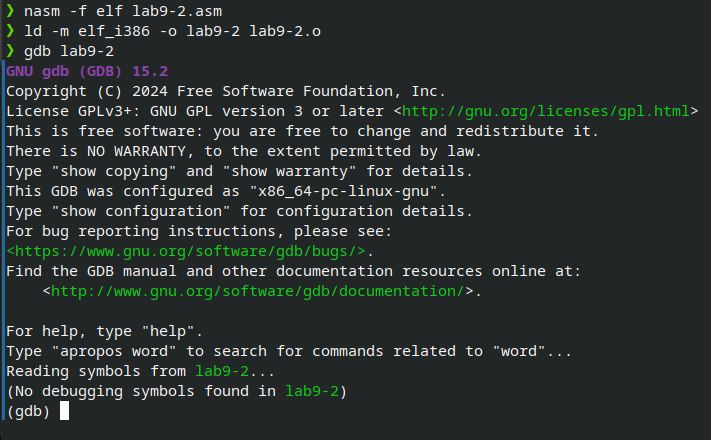 ❯ nasm -f elf lab9-2.asm
❯ ld -m elf_i386 -o lab9-2 lab9-2.o
❯ gdb lab9-2
GNU gdb (GDB) 15.2
Copyright (C) 2024 Free Software Foundation, Inc.
License GPLv3+: GNU GPL version 3 or later <http://gnu.org/licenses/gpl.html>
This is free software: you are free to change and redistribute it.
There is NO WARRANTY, to the extent permitted by law.
Type "show copying" and "show warranty" for details.
This GDB was configured as "x86_64-pc-linux-gnu".
Type "show configuration" for configuration details.
For bug reporting instructions, please see:
<https://www.gnu.org/software/gdb/bugs/>.
Find the GDB manual and other documentation resources online at:
    <http://www.gnu.org/software/gdb/documentation/>.

For help, type "help".
Type "apropos word" to search for commands related to "word"...
Reading symbols from lab9-2...
(No debugging symbols found in lab9-2)
(gdb)